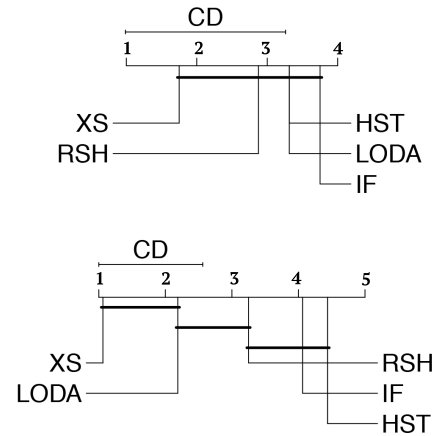 CD
1 2 3 4
XS HST
RSH LODA
IF
CD
1 2 3 4 5
XS RSH
LODA IF
HST